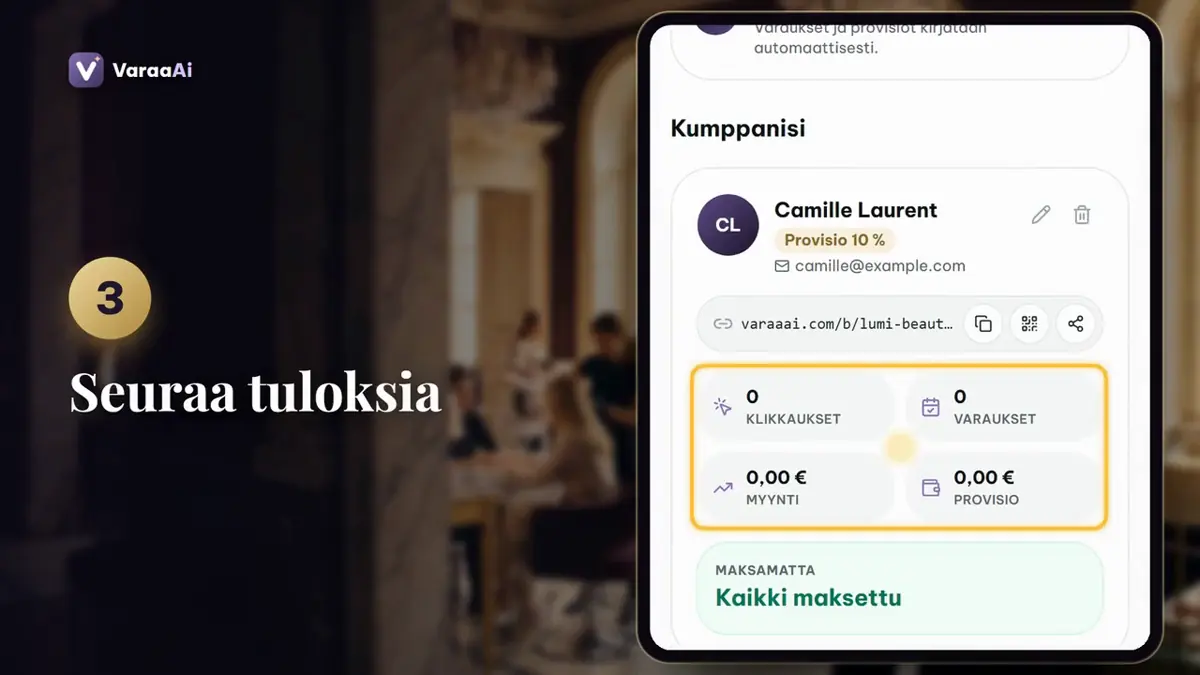 VaraaAi
3
Seuraa tuloksia
Varaukset ja provisiot kirjataan
automaattisesti.
Kumppanisi
CL
Camille Laurent
Provisio 10 %
camille@example.com
varaaai.com/b/lumi-beaut…
0
KLIKKAUKSET
0
VARAUKSET
0,00 €
MYYNTI
0,00 €
PROVISIO
MAKSAMATTA
Kaikki maksettu